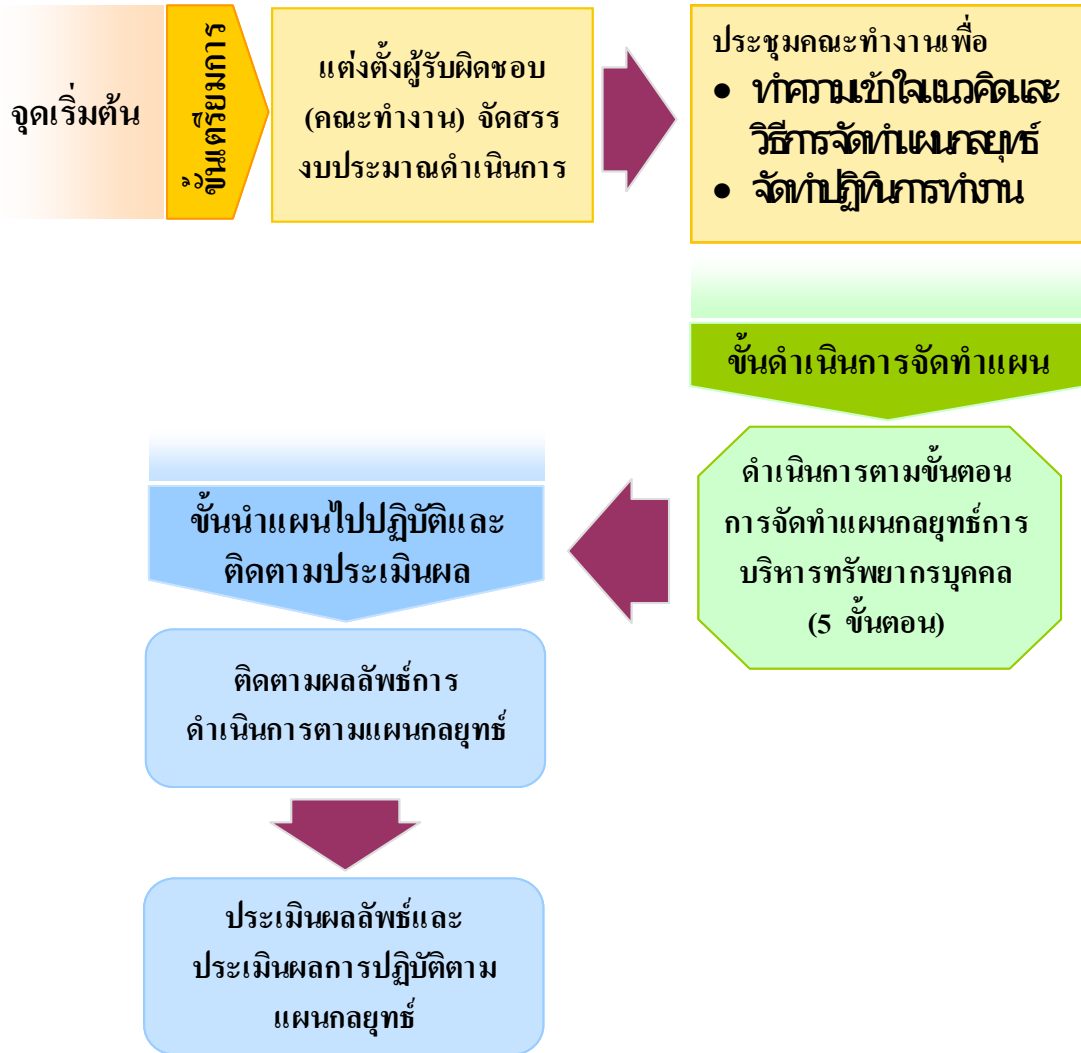 จุดเริ่มต้น
ขั้นเตรียมการ
แต่งตั้งผู้รับผิดชอบ
(คณะทำงาน) จัดสรร
งบประมาณดำเนินการ
ประชุมคณะทำงานเพื่อ
• ทำความเข้าใจแนวคิดและ
วิธีการจัดทำแผนกลยุทธ์
• จัดทำปฏิทินการทำงาน
ขั้นดำเนินการจัดทำแผน
ดำเนินการตามขั้นตอน
การจัดทำแผนกลยุทธ์การ
บริหารทรัพยากรบุคคล
(5 ขั้นตอน)
ขั้นนำแผนไปปฏิบัติและ
ติดตามประเมินผล
ติดตามผลลัพธ์การ
ดำเนินการตามแผนกลยุทธ์
ประเมินผลลัพธ์และ
ประเมินผลการปฏิบัติตาม
แผนกลยุทธ์